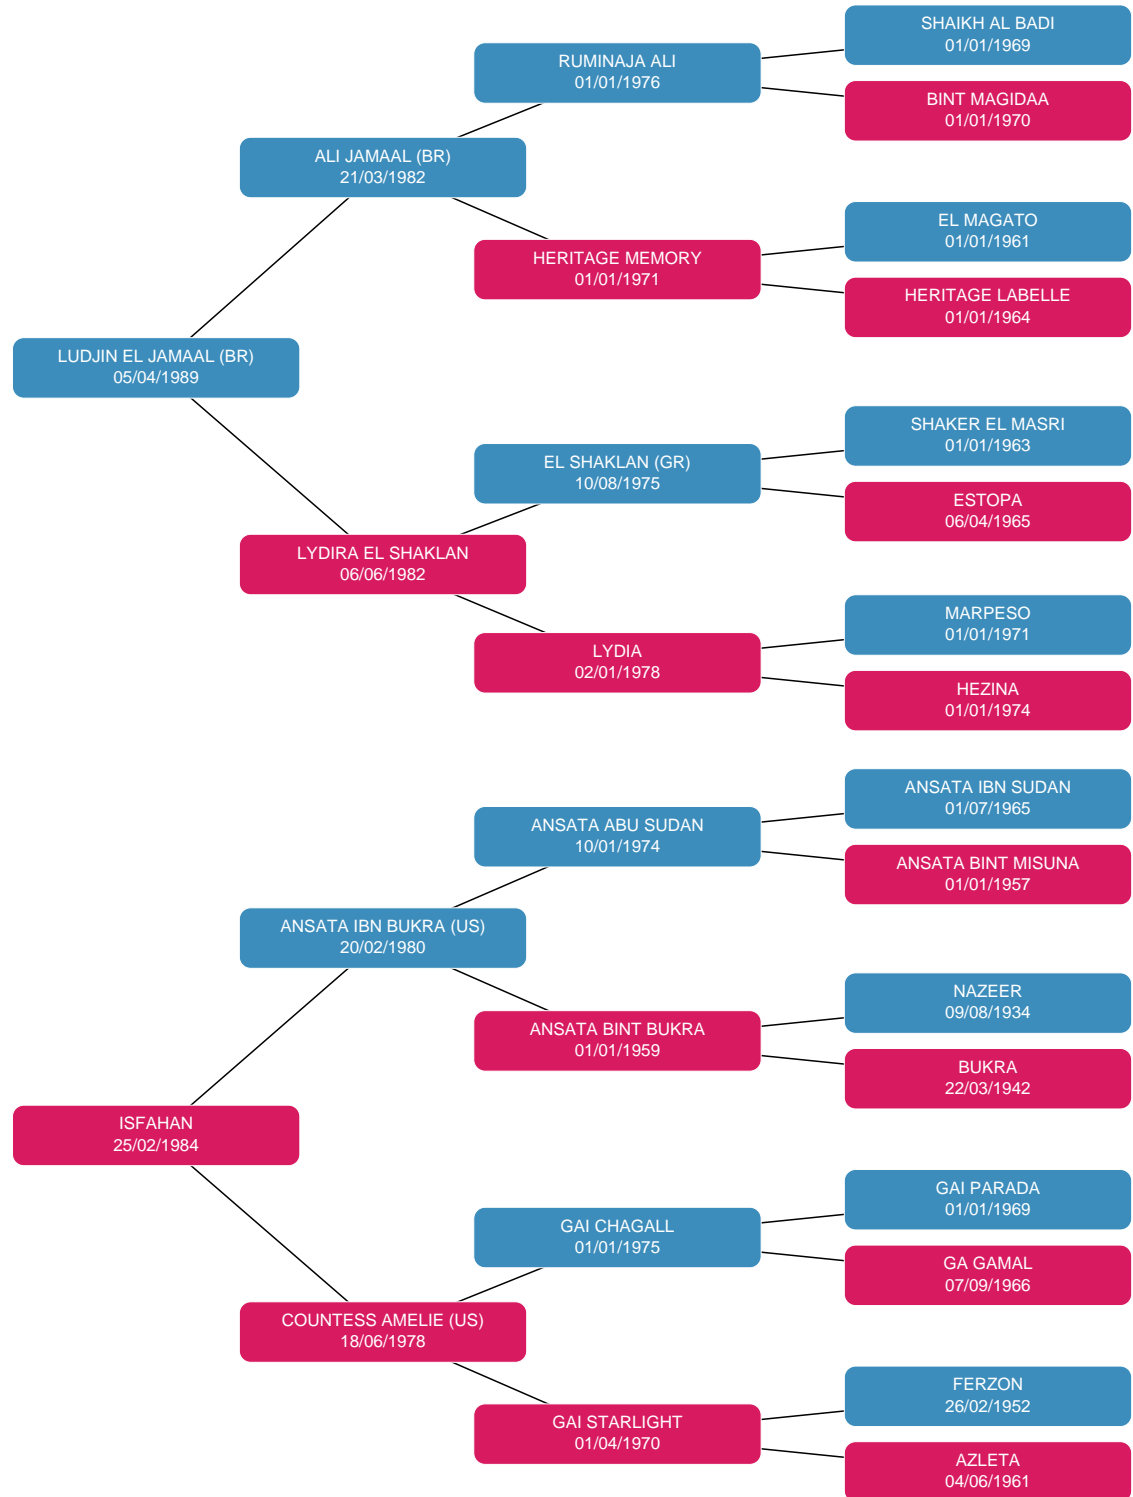 SHAIKH AL BADI
01/01/1969
RUMINAJA ALI
01/01/1976
BINT MAGIDAA
01/01/1970
ALI JAMAAL (BR)
21/03/1982
EL MAGATO
01/01/1961
HERITAGE MEMORY
01/01/1971
HERITAGE LABELLE
01/01/1964
LUDJIN EL JAMAAL (BR)
05/04/1989
SHAKER EL MASRI
01/01/1963
EL SHAKLAN (GR)
10/08/1975
ESTOPA
06/04/1965
LYDIRA EL SHAKLAN
06/06/1982
MARPESO
01/01/1971
LYDIA
02/01/1978
HEZINA
01/01/1974
ANSATA IBN SUDAN
01/07/1965
ANSATA ABU SUDAN
10/01/1974
ANSATA BINT MISUNA
01/01/1957
ANSATA IBN BUKRA (US)
20/02/1980
NAZEER
09/08/1934
ANSATA BINT BUKRA
01/01/1959
BUKRA
22/03/1942
ISFAHAN
25/02/1984
GAI PARADA
01/01/1969
GAI CHAGALL
01/01/1975
GA GAMAL
07/09/1966
COUNTESS AMELIE (US)
18/06/1978
FERZON
26/02/1952
GAI STARLIGHT
01/04/1970
AZLETA
04/06/1961